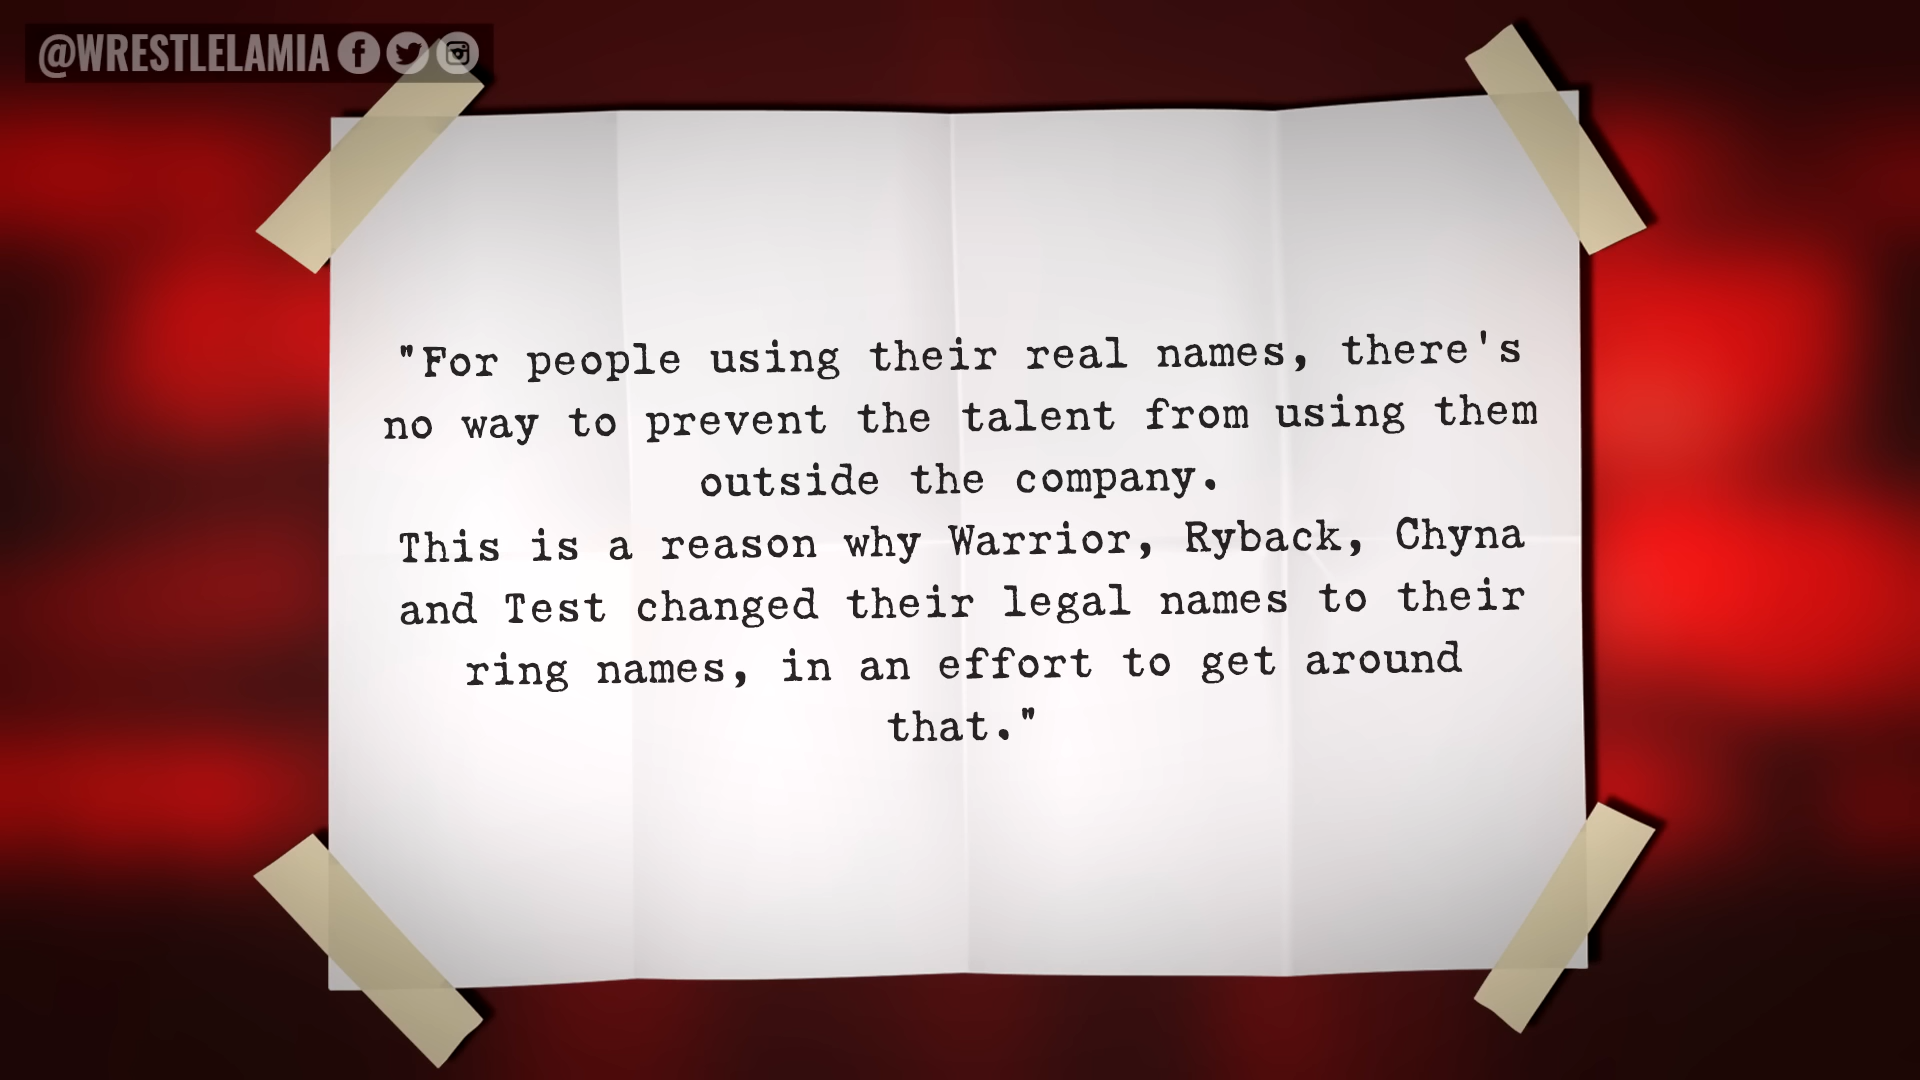 @WRESTLELAMIA
"For people using their real names, there's
no way to prevent the talent from using them
outside the company.
This is a reason why Warrior, Ryback, Chyna
and Test changed their legal names to their
ring names, in an effort to get around
that."